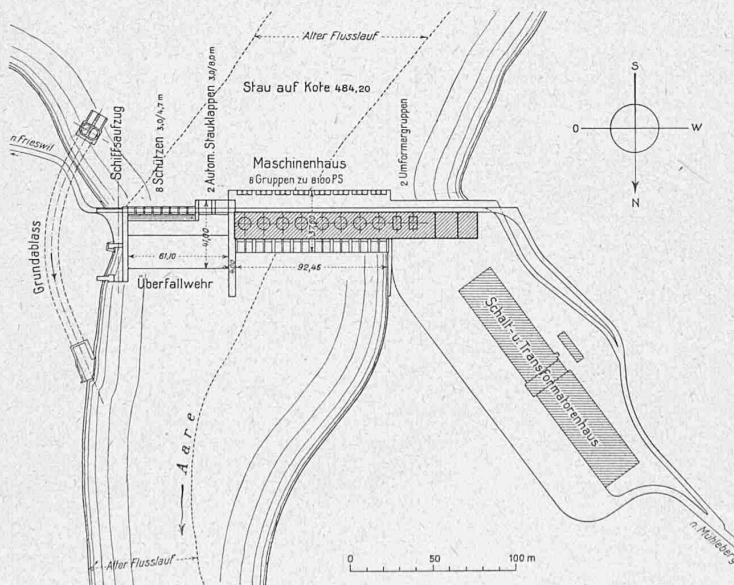 Alter Flusslauf
Stau auf Kote 484,20
S
O
W
N
n. Frieswil
Schiffsaufzug
8 Schützen 3,0/4,7 m
2 Autom. Stauklappen 3,0/8,0 m
Maschinenhaus
8 Gruppen zu 8100 PS
2 Umformergruppen
Grundablass
61,10
41,00
37,00
92,45
Überfallwehr
Schalt- u. Transformatorenhaus
Aare
Alter Flusslauf
0 50 100 m
n. Mühleberg